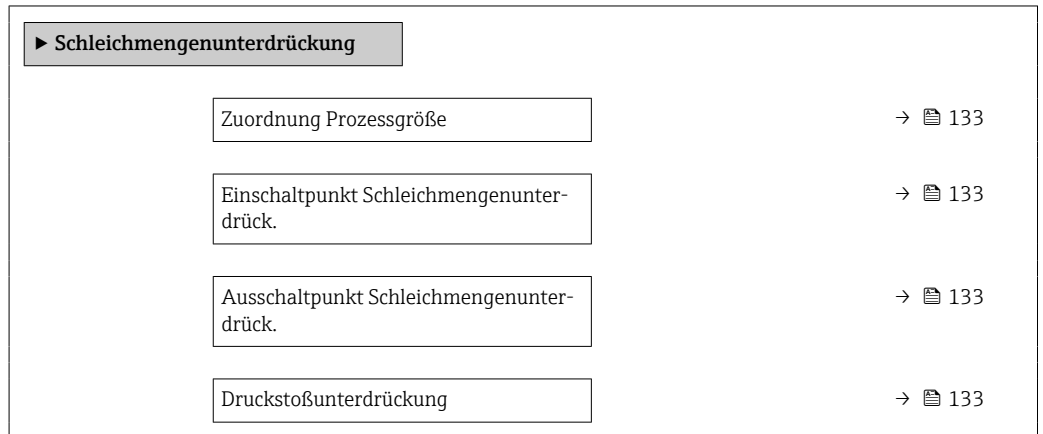 ▶ Schleichmengenunterdrückung
Zuordnung Prozessgröße → 133
Einschaltpunkt Schleichmengenunter-
drück. → 133
Ausschaltpunkt Schleichmengenunter-
drück. → 133
Druckstoßunterdrückung → 133